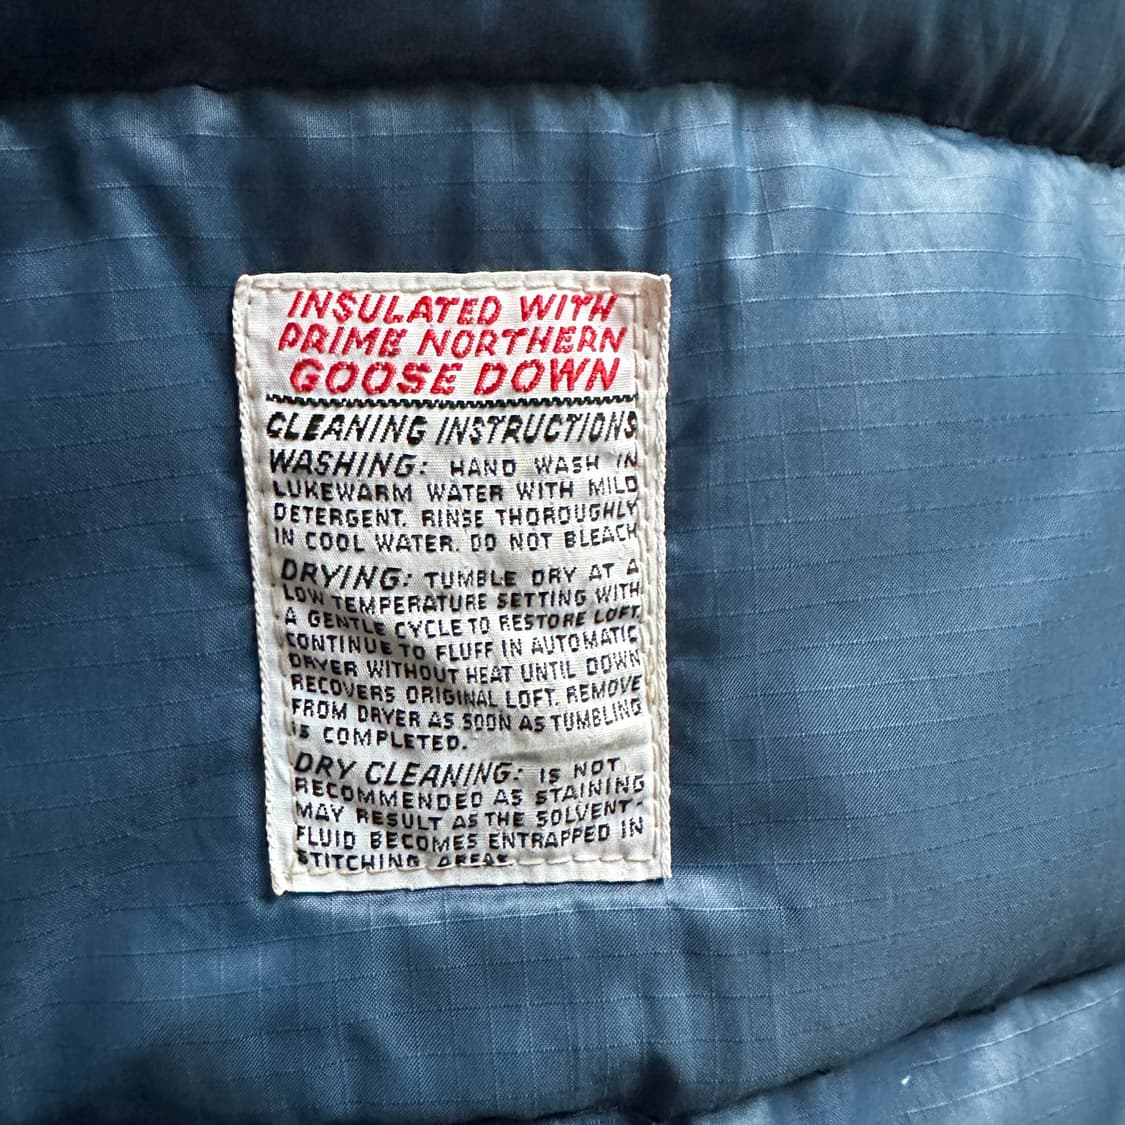 INSULATED WITH
PRIME NORTHERN
GOOSE DOWN
CLEANING INSTRUCTIONS
WASHING: HAND WASH IN
LUKEWARM WATER WITH MILD
DETERGENT. RINSE THOROUGHLY
IN COOL WATER. DO NOT BLEACH
DRYING: TUMBLE DRY AT A
LOW TEMPERATURE SETTING WITH
A GENTLE CYCLE TO RESTORE LOFT.
CONTINUE TO FLUFF IN AUTOMATIC
DRYER WITHOUT HEAT UNTIL DOWN
RECOVERS ORIGINAL LOFT. REMOVE
FROM DRYER AS SOON AS TUMBLING
IS COMPLETED.
DRY CLEANING: IS NOT
RECOMMENDED AS STAINING
MAY RESULT AS THE SOLVENT-
FLUID BECOMES ENTRAPPED IN
STITCHING AREAS